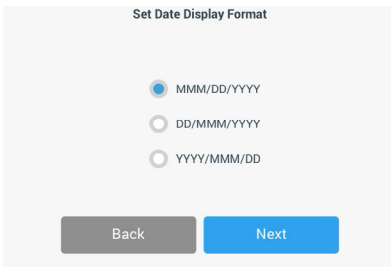 Set Date Display Format
MMM/DD/YYYY
DD/MMM/YYYY
YYYY/MMM/DD
Back
Next